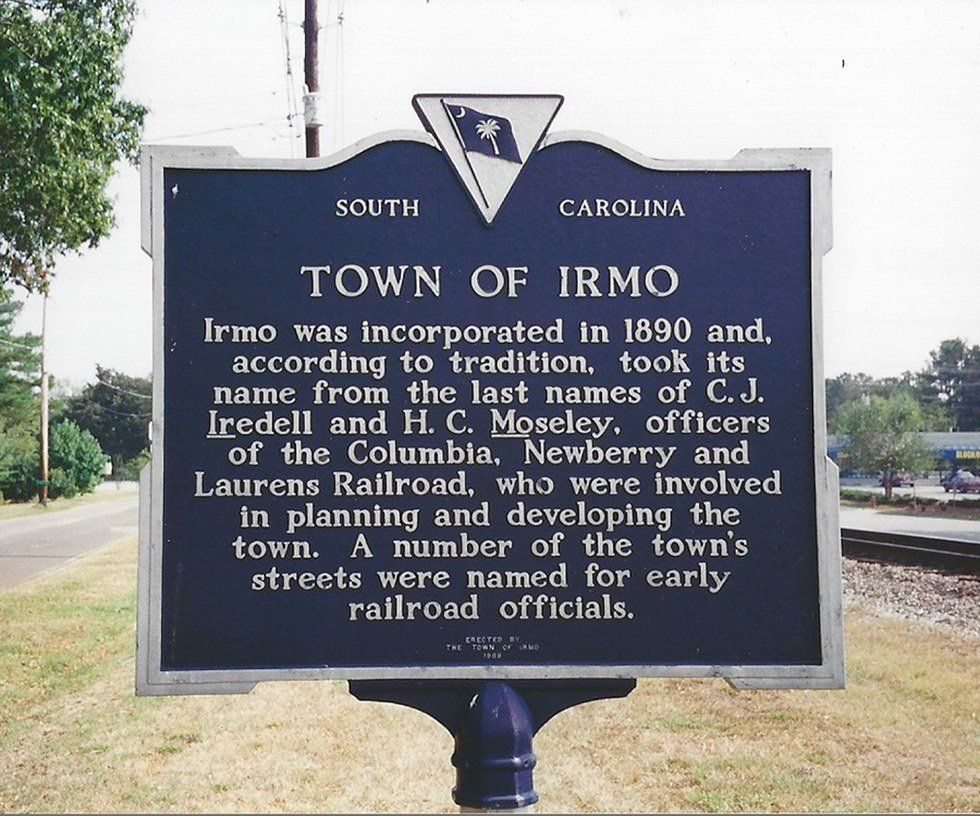 SOUTH CAROLINA
TOWN OF IRMO
Irmo was incorporated in 1890 and,
according to tradition, took its
name from the last names of C. J.
Iredell and H. C. Moseley, officers
of the Columbia, Newberry and
Laurens Railroad, who were involved
in planning and developing the
town. A number of the town's
streets were named for early
railroad officials.
ERECTED BY
THE TOWN OF IRMO